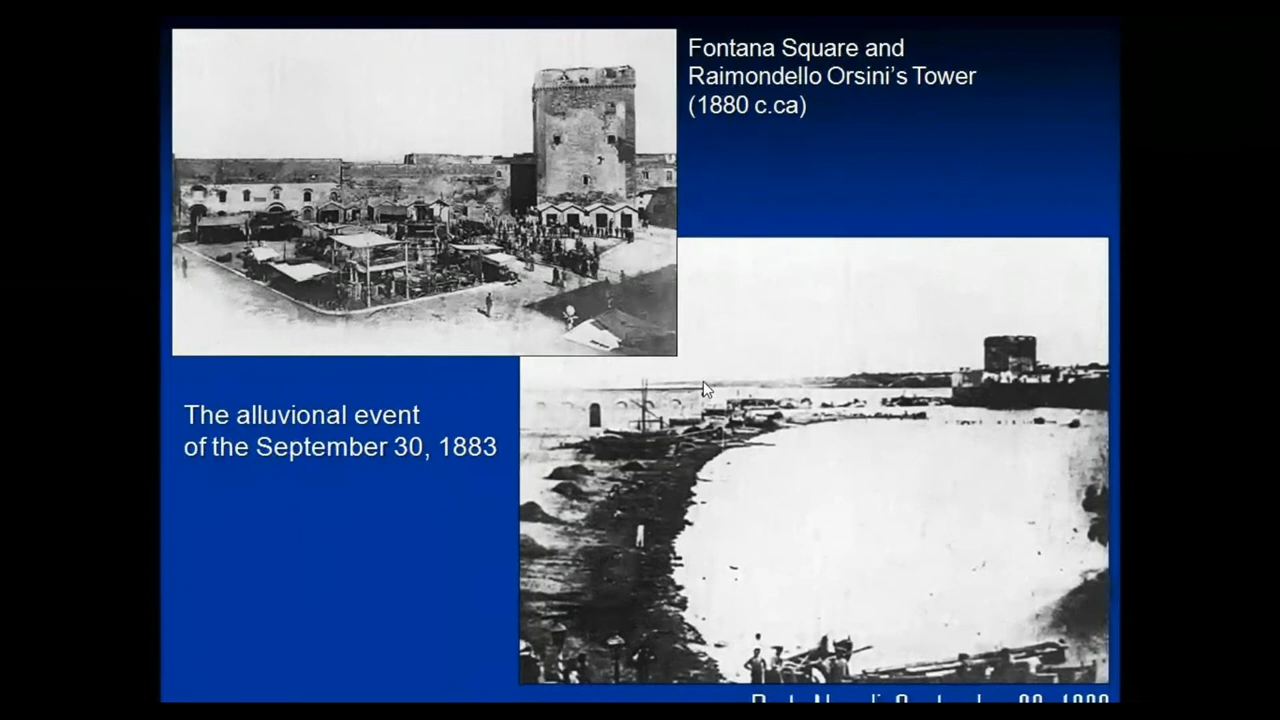 Fontana Square and
Raimondello Orsini's Tower
(1880 c.ca)
The alluvional event
of the September 30, 1883